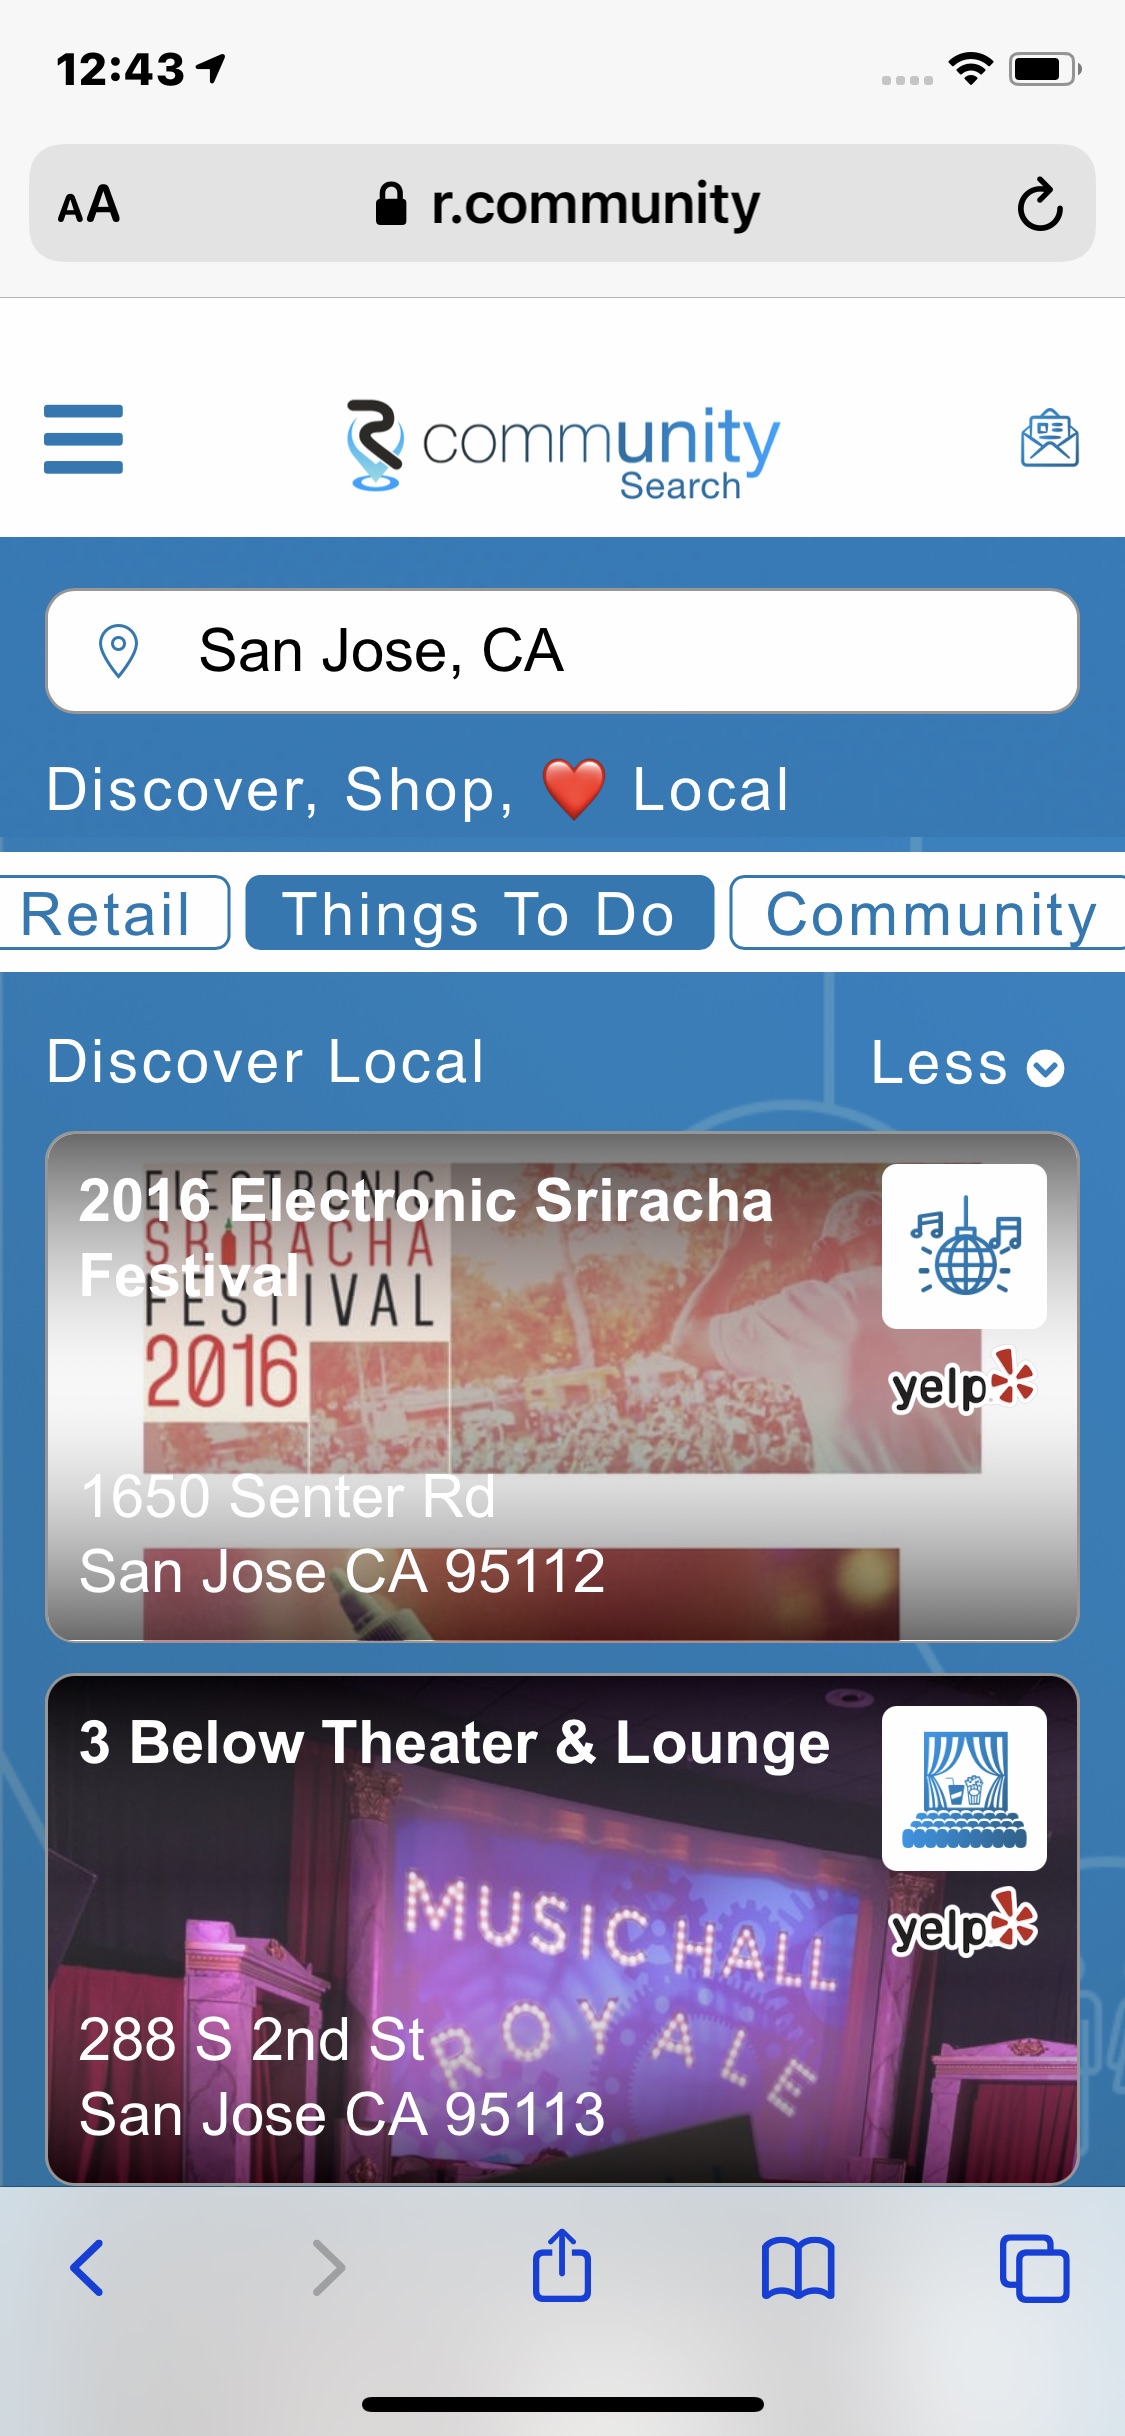 12:43
AA r.community
R community
Search
San Jose, CA
Discover, Shop, ❤️ Local
Retail Things To Do Community
Discover Local Less
2016 Electronic Sriracha
Festival
ELECTRONIC
SRIRACHA
FESTIVAL
2016
yelp
1650 Senter Rd
San Jose CA 95112
3 Below Theater & Lounge
yelp
MUSIC HALL
ROYALE
288 S 2nd St
San Jose CA 95113